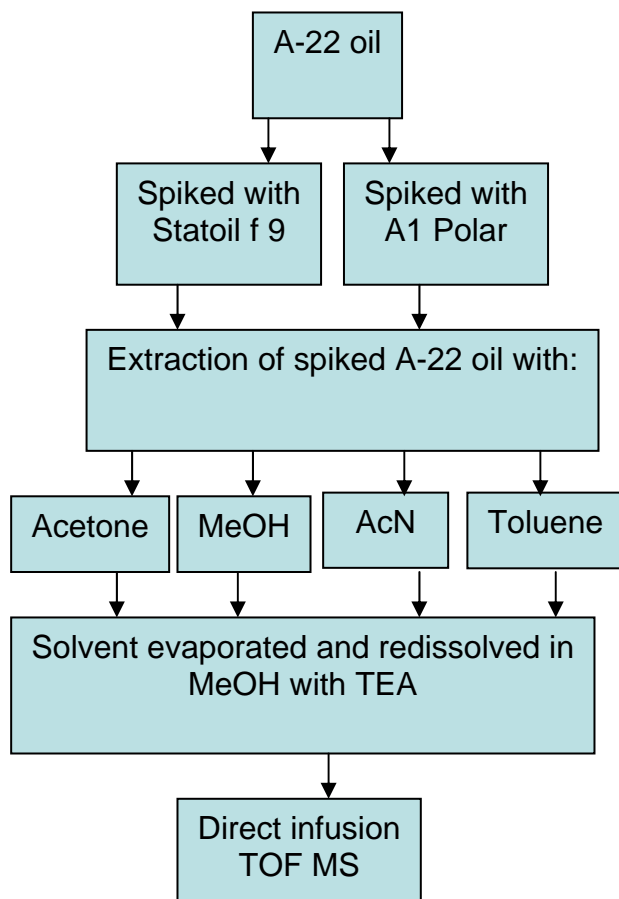 A-22 oil
Spiked with
Statoil f 9
Spiked with
A1 Polar
Extraction of spiked A-22 oil with:
Acetone
MeOH
AcN
Toluene
Solvent evaporated and redissolved in
MeOH with TEA
Direct infusion
TOF MS